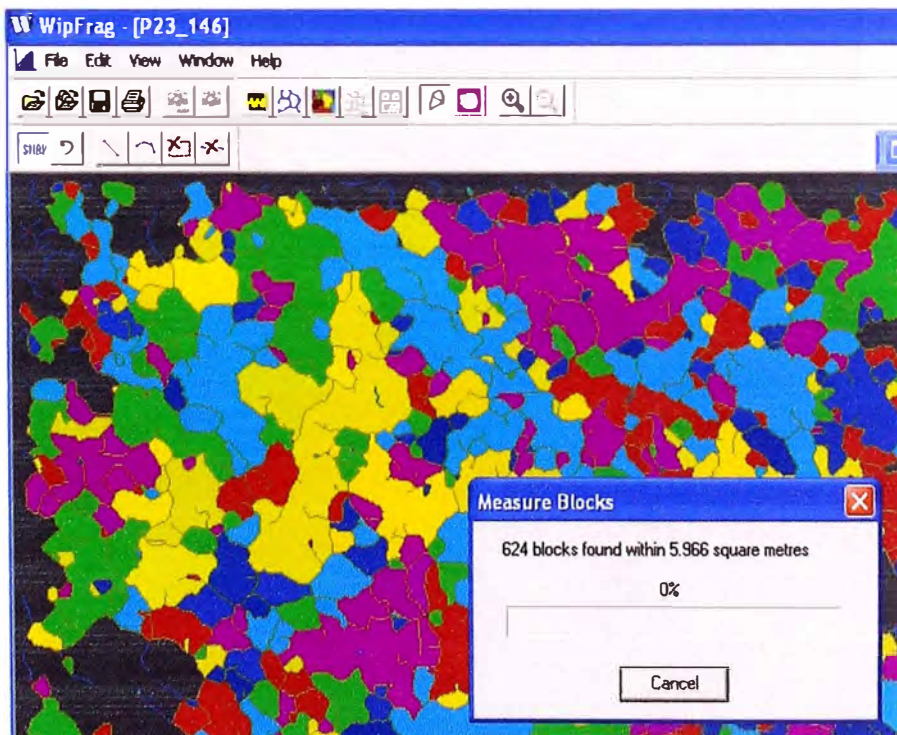 WipFrag - [P23_146]
File Edit View Window Help
STNBY
Measure Blocks
624 blocks found within 5.966 square metres
0%
Cancel